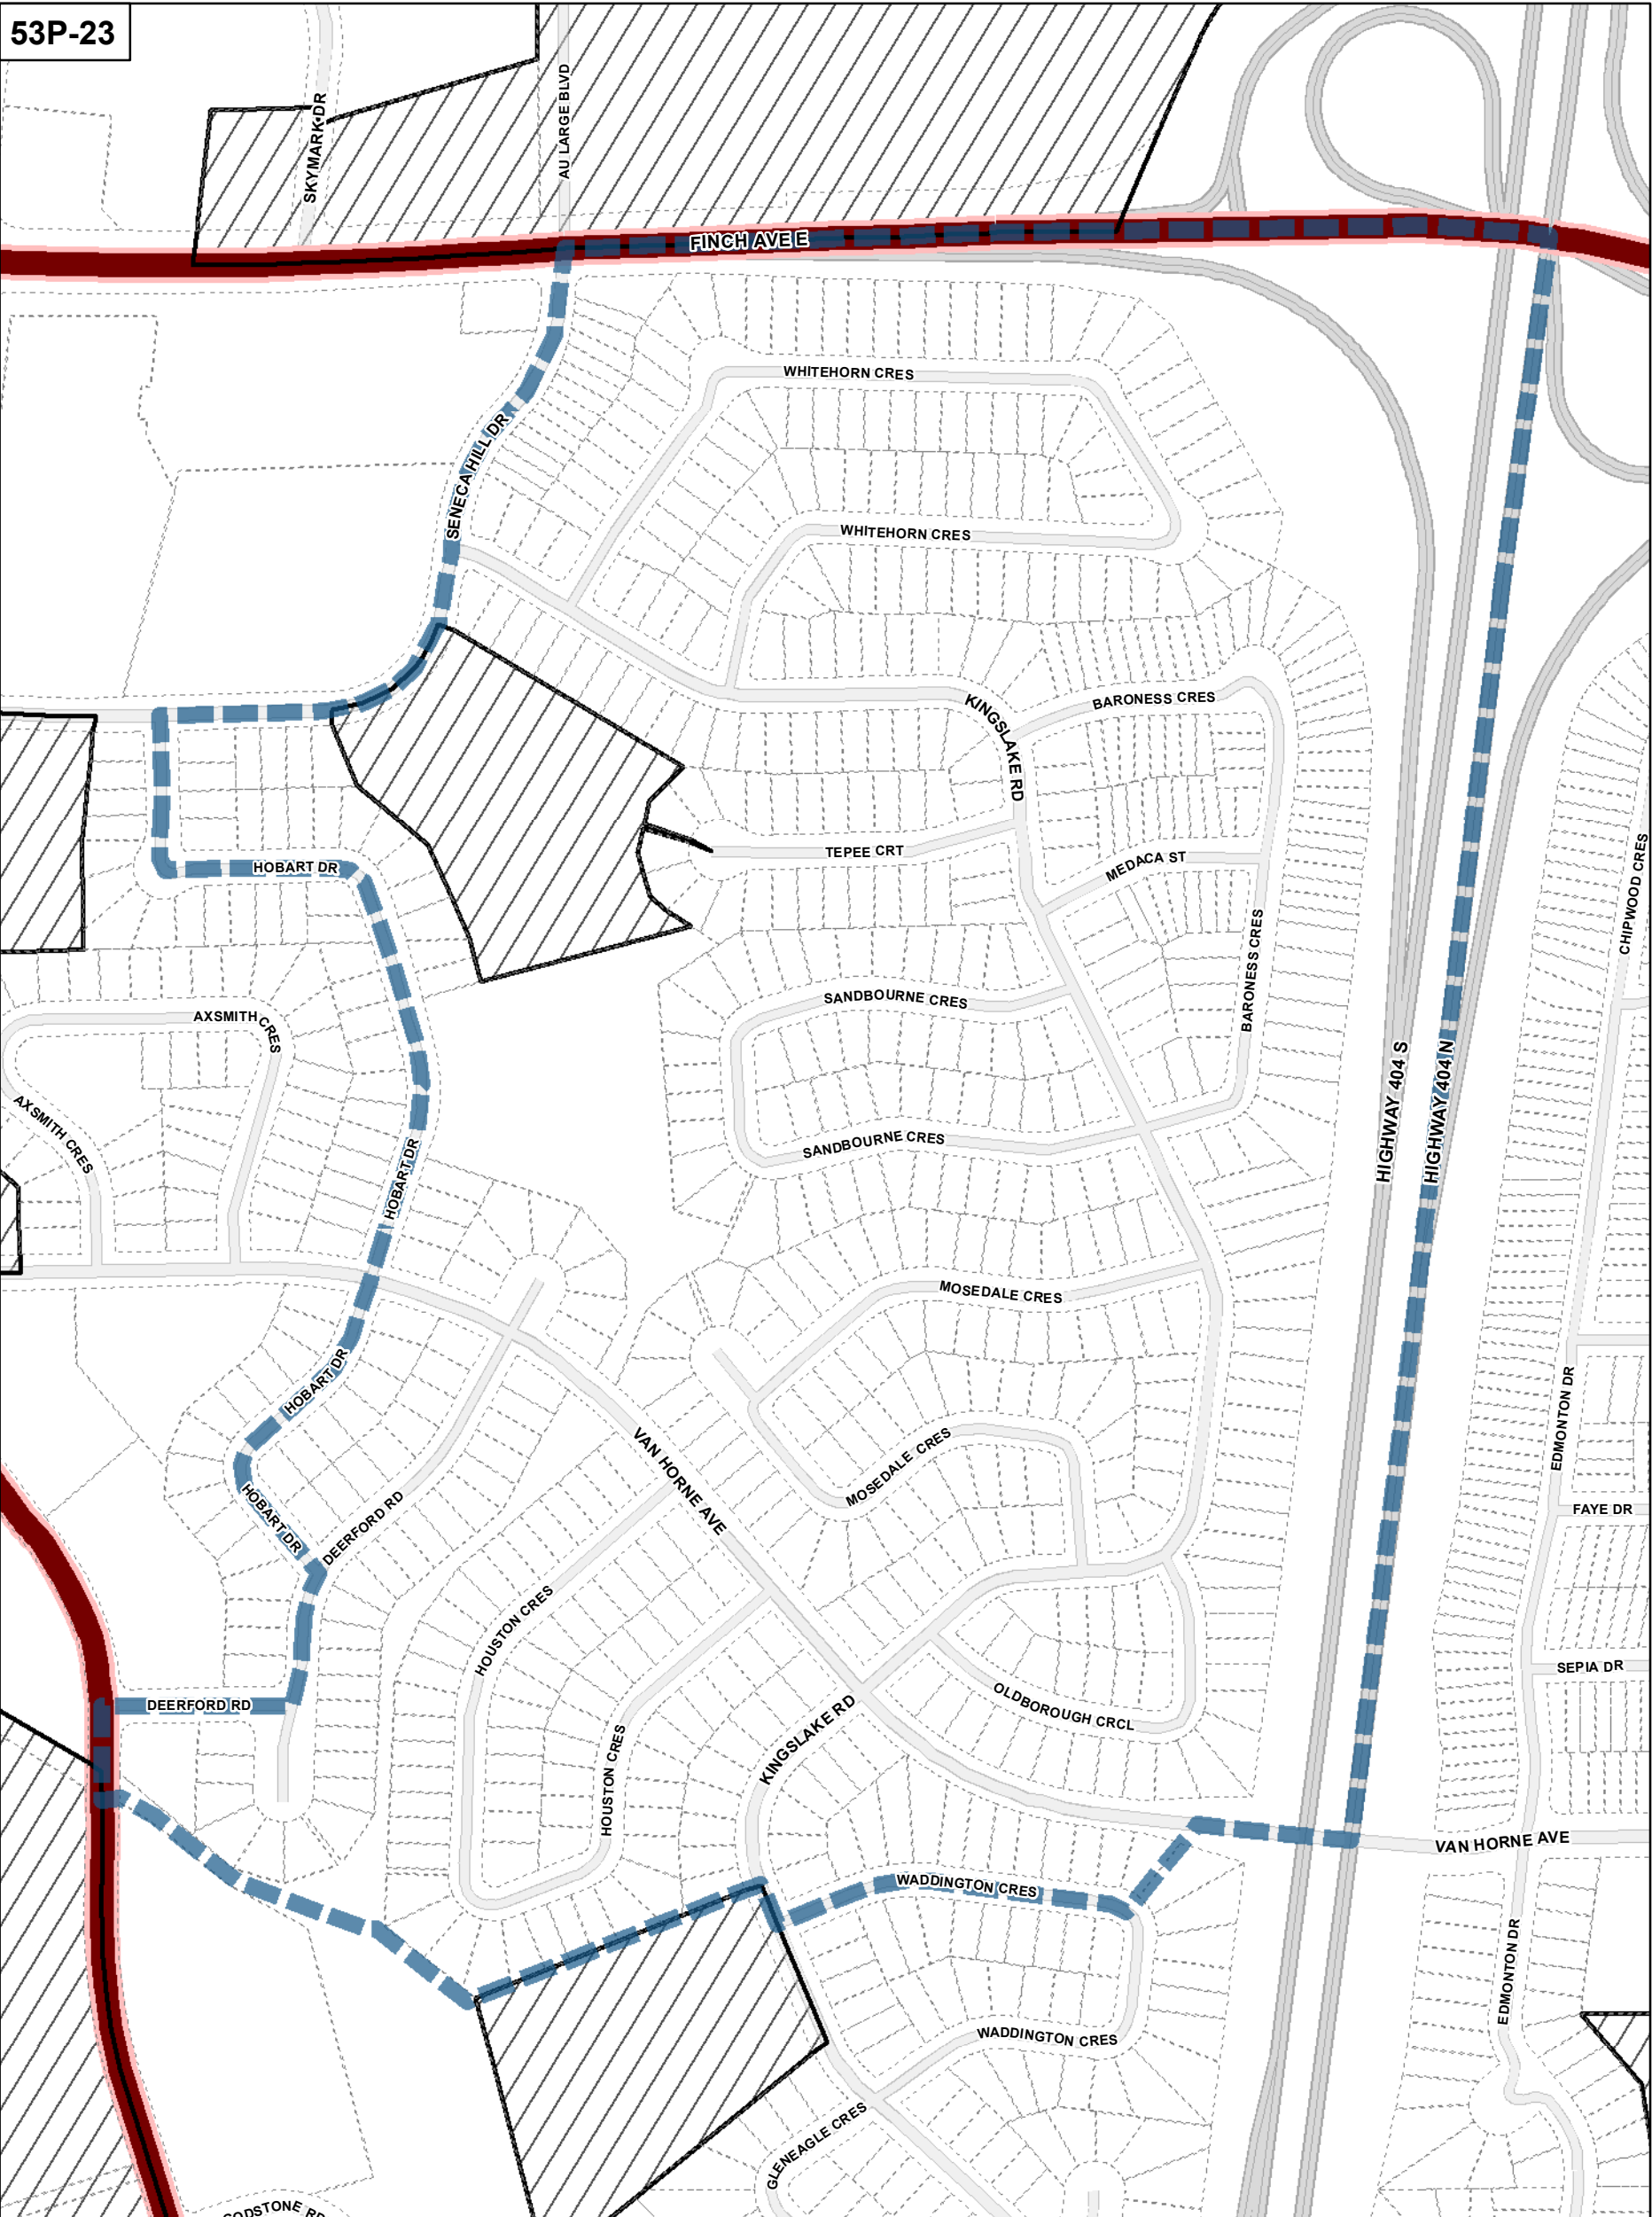 53P-23
SKYMARK DR
AU LARGE BLVD
FINCH AVE E
WHITEHORN CRES
SENECA HILL DR
WHITEHORN CRES
KINGSLAKE RD
BARONESS CRES
HOBART DR
TEPEE CRT
MEDACA ST
CHIPWOOD CRES
BARONESS CRES
SANDBOURNE CRES
AXSMITH CRES
AXSMITH CRES
HIGHWAY 404 S
HIGHWAY 404 N
SANDBOURNE CRES
HOBART DR
MOSEDALE CRES
HOBART DR
EDMONTON DR
VAN HORNE AVE
MOSEDALE CRES
HOBART DR
DEERFORD RD
FAYE DR
HOUSTON CRES
SEPIA DR
DEERFORD RD
OLDBOROUGH CRCL
KINGSLAKE RD
HOUSTON CRES
VAN HORNE AVE
WADDINGTON CRES
EDMONTON DR
WADDINGTON CRES
GLENEAGLE CRES